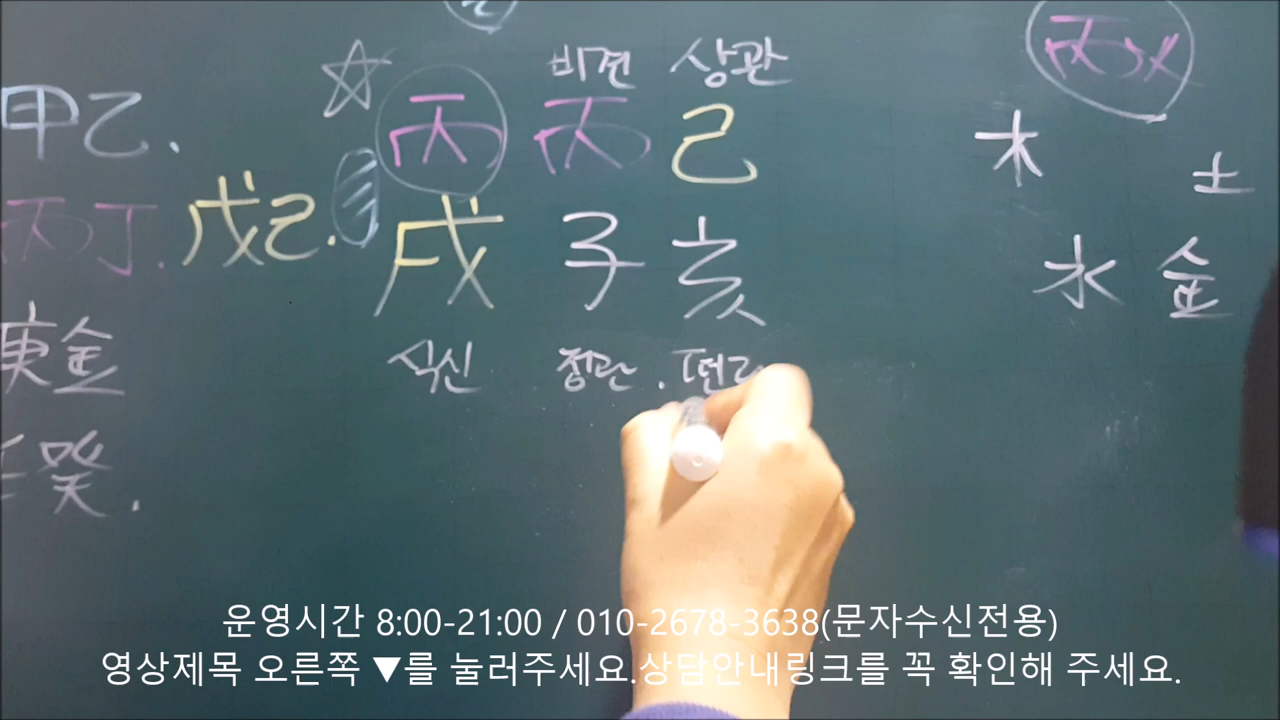 비견 상관
甲乙. 丙 丙 己 丙火
木 土
丙丁. 戊己. 戌 子 亥
水 金
庚金 식신 정관. 편
癸.
운영시간 8:00-21:00 / 010-2678-3638(문자수신전용)
영상제목 오른쪽 ▼를 눌러주세요.상담안내링크를 꼭 확인해 주세요.